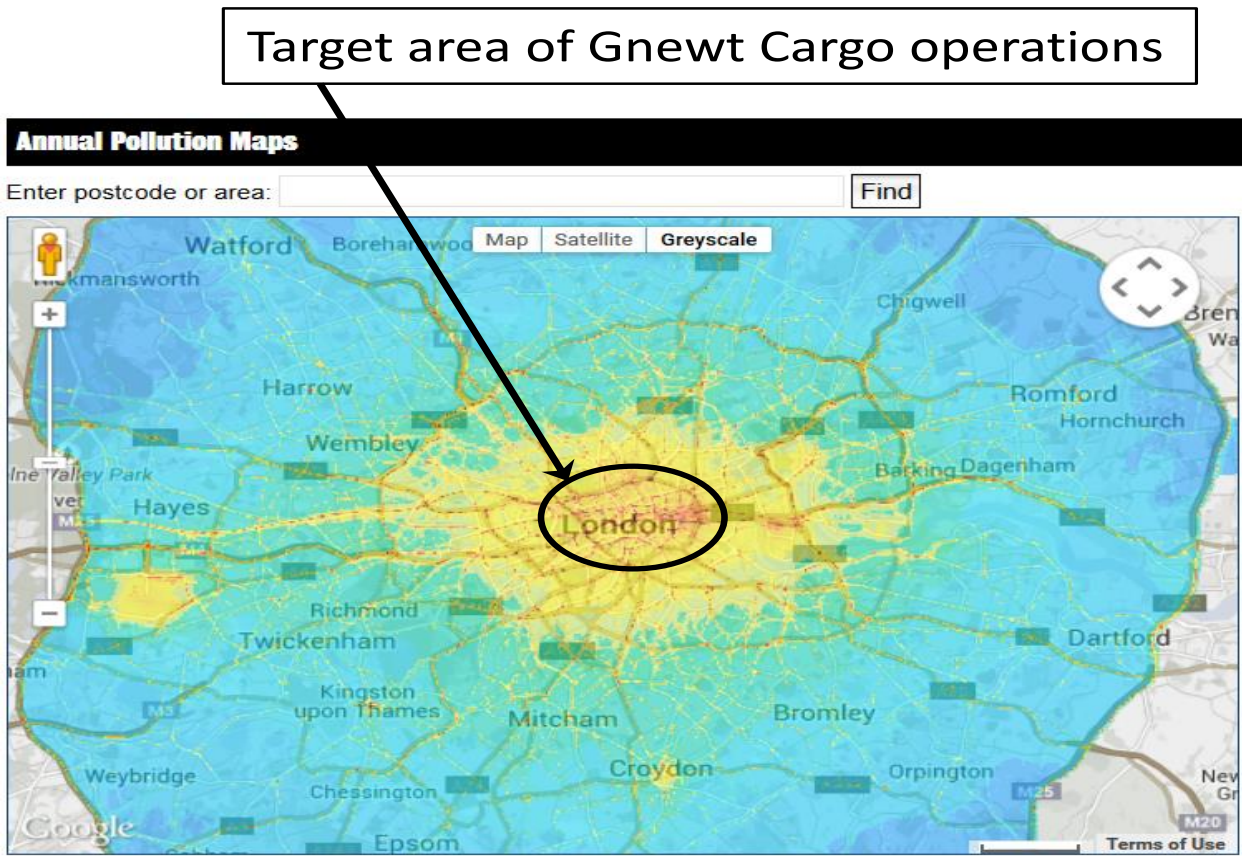 Target area of Gnewt Cargo operations
Annual Pollution Maps
Enter postcode or area:
Find
Watford
Map
Satellite
Greyscale
Chigwell
Harrow
Romford
Hornchurch
Wembley
Valley Park
Barking
Dagenham
Hayes
London
Richmond
Twickenham
Dartford
Kingston
upon Thames
Mitcham
Bromley
Croydon
Orpington
Weybridge
Chessington
M25
M20
Google
Epsom
Terms of Use